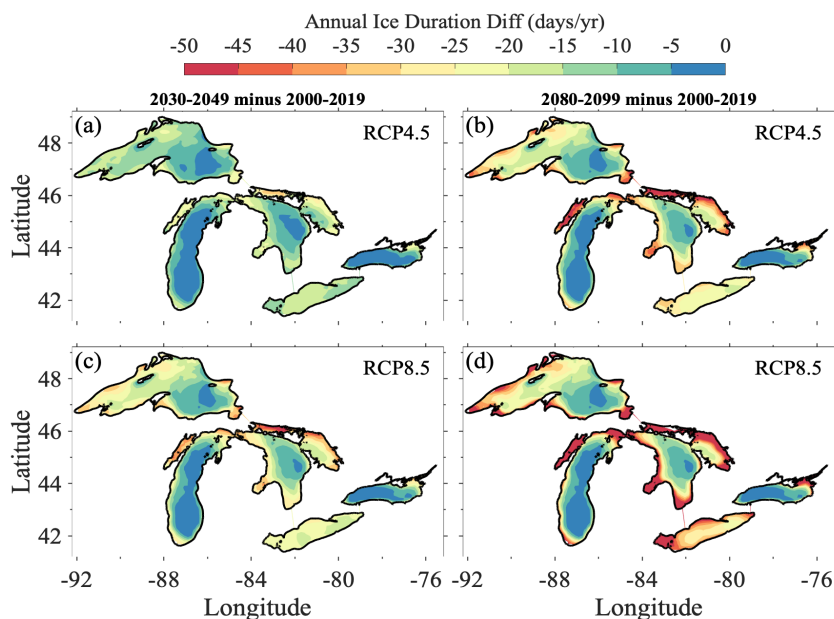 Annual Ice Duration Diff (days/yr)
-50 -45 -40 -35 -30 -25 -20 -15 -10 -5 0
2030-2049 minus 2000-2019
2080-2099 minus 2000-2019
(a) RCP4.5
(b) RCP4.5
48
46
44
42
Latitude
(c) RCP8.5
(d) RCP8.5
48
46
44
42
Latitude
-92 -88 -84 -80 -76
-92 -88 -84 -80 -76
Longitude
Longitude